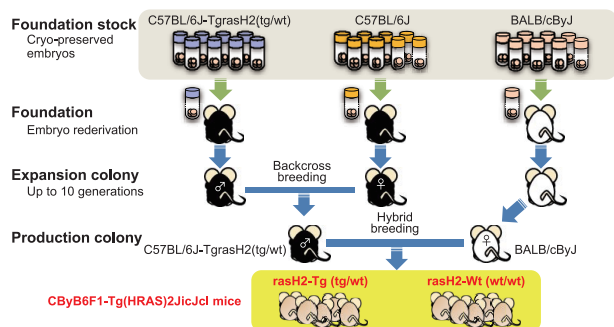 Foundation stock
Cryo-preserved
embryos
C57BL/6J-TgrasH2(tg/wt)
C57BL/6J
BALB/cByJ
Foundation
Embryo rederivation
Expansion colony
Up to 10 generations
♂
Backcross
breeding
♀
Production colony
C57BL/6J-TgrasH2(tg/wt)
♂
Hybrid
breeding
♀
BALB/cByJ
CByB6F1-Tg(HRAS)2JicJcl mice
rasH2-Tg (tg/wt)
rasH2-Wt (wt/wt)